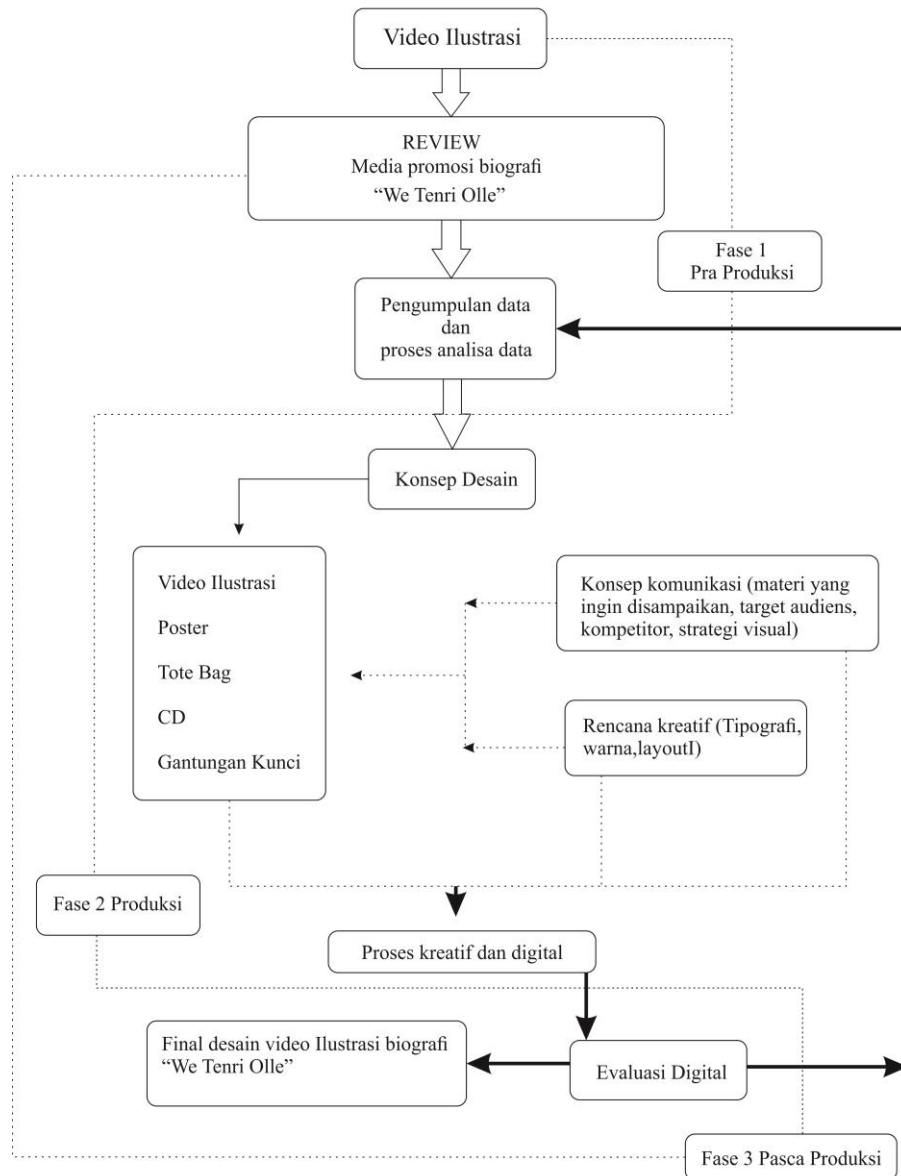 Video Ilustrasi
REVIEW
Media promosi biografi
“We Tenri Olle”
Fase 1
Pra Produksi
Pengumpulan data
dan
proses analisa data
Konsep Desain
Video Ilustrasi
Poster
Tote Bag
CD
Gantungan Kunci
Konsep komunikasi (materi yang
ingin disampaikan, target audiens,
kompetitor, strategi visual)
Rencana kreatif (Tipografi,
warna,layoutI)
Fase 2 Produksi
Proses kreatif dan digital
Final desain video Ilustrasi biografi
“We Tenri Olle”
Evaluasi Digital
Fase 3 Pasca Produksi